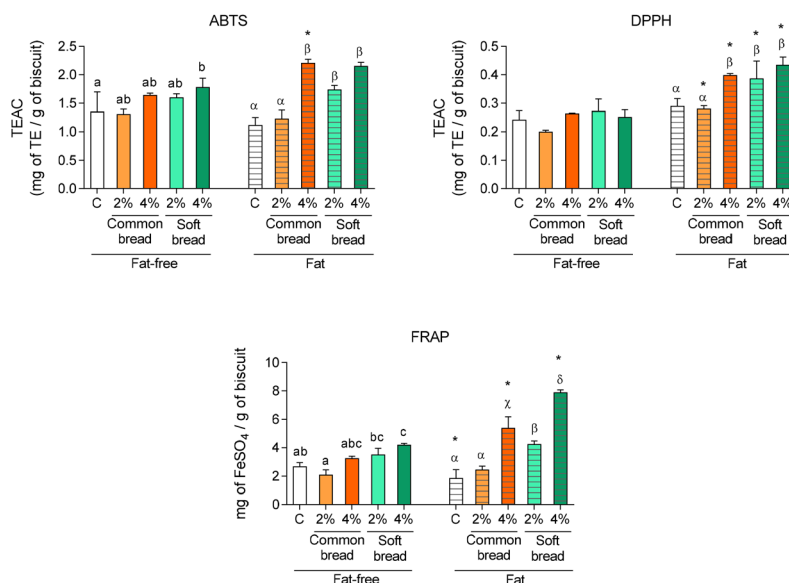 ABTS
TEAC
(mg of TE / g of biscuit)
2.5
2.0
1.5
1.0
0.5
0.0
a
ab
ab
ab
b
α
α
*
β
β
β
C 2% 4% 2% 4% C 2% 4% 2% 4%
Common bread
Soft bread
Common bread
Soft bread
Fat-free
Fat
DPPH
TEAC
(mg of TE / g of biscuit)
0.5
0.4
0.3
0.2
0.1
0.0
α
*
α
*
β
*
β
*
β
C 2% 4% 2% 4% C 2% 4% 2% 4%
Common bread
Soft bread
Common bread
Soft bread
Fat-free
Fat
FRAP
mg of FeSO₄ / g of biscuit
10
8
6
4
2
0
ab
a
abc
bc
c
*
α
α
*
χ
β
*
δ
C 2% 4% 2% 4% C 2% 4% 2% 4%
Common bread
Soft bread
Common bread
Soft bread
Fat-free
Fat